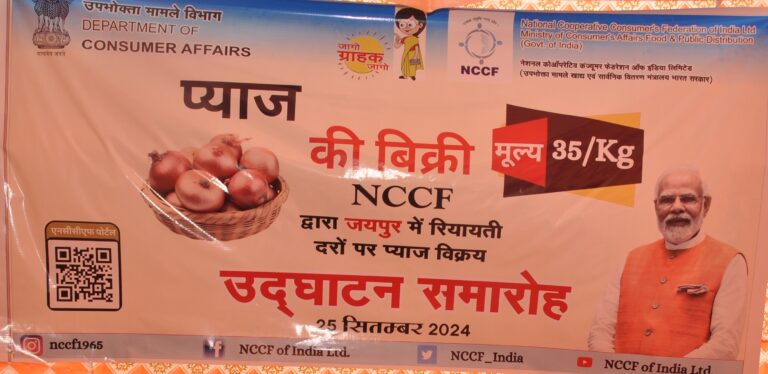 उपभोक्ता मामले विभाग
DEPARTMENT OF
CONSUMER AFFAIRS
जागो
ग्राहक
जागो
NCCF
National Cooperative Consumer's Federation of India Ltd
Ministry of Consumer's Affairs Food & Public Distribution
(Govt. of India)
नेशनल कोऑपरेटिव कंज्यूमर फेडरेशन ऑफ इंडिया लिमिटेड
(उपभोक्ता मामले खाद्य एवं सार्वनिक वितरण मंत्रालय भारत सरकार)
प्याज
की बिक्री
मूल्य 35/Kg
NCCF
द्वारा जयपुर में रियायती
दरों पर प्याज विक्रय
एनसीसीएफ पोर्टल
उद्घाटन समारोह
25 सितम्बर 2024
nccf1965
NCCF of India Ltd.
NCCF_India
NCCF of India Ltd